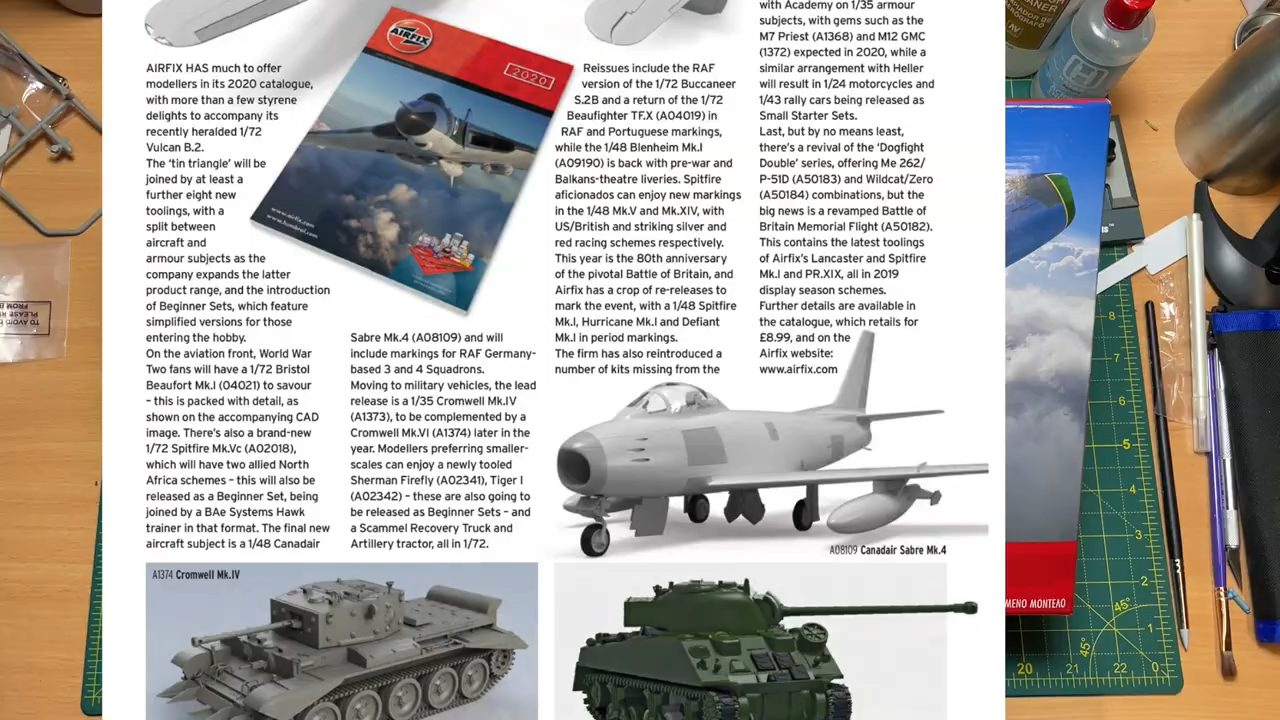 AIRFIX HAS much to offer
modellers in its 2020 catalogue,
with more than a few styrene
delights to accompany its
recently heralded 1/72
Vulcan B.2.
The 'tin triangle' will be
joined by at least a
further eight new
toolings, with a
split between
aircraft and
armour subjects as the
company expands the latter
product range, and the introduction
of Beginner Sets, which feature
simplified versions for those
entering the hobby.
On the aviation front, World War
Two fans will have a 1/72 Bristol
Beaufort Mk.I (04021) to savour
– this is packed with detail, as
shown on the accompanying CAD
image. There's also a brand-new
1/72 Spitfire Mk.Vc (A02018),
which will have two allied North
Africa schemes – this will also be
released as a Beginner Set, being
joined by a BAe Systems Hawk
trainer in that format. The final new
aircraft subject is a 1/48 Canadair
AIRFIX
2020
www.airfix.com
www.humbrol.com
Sabre Mk.4 (A08109) and will
include markings for RAF Germany-
based 3 and 4 Squadrons.
Moving to military vehicles, the lead
release is a 1/35 Cromwell Mk.IV
(A1373), to be complemented by a
Cromwell Mk.VI (A1374) later in the
year. Modellers preferring smaller-
scales can enjoy a newly tooled
Sherman Firefly (A02341), Tiger I
(A02342) – these are also going to
be released as Beginner Sets – and
a Scammel Recovery Truck and
Artillery tractor, all in 1/72.
Reissues include the RAF
version of the 1/72 Buccaneer
S.2B and a return of the 1/72
Beaufighter TF.X (A04019) in
RAF and Portuguese markings,
while the 1/48 Blenheim Mk.I
(A09190) is back with pre-war and
Balkans-theatre liveries. Spitfire
aficionados can enjoy new markings
in the 1/48 Mk.V and Mk.XIV, with
US/British and striking silver and
red racing schemes respectively.
This year is the 80th anniversary
of the pivotal Battle of Britain, and
Airfix has a crop of re-releases to
mark the event, with a 1/48 Spitfire
Mk.I, Hurricane Mk.I and Defiant
Mk.I in period markings.
The firm has also reintroduced a
number of kits missing from the
with Academy on 1/35 armour
subjects, with gems such as the
M7 Priest (A1368) and M12 GMC
(1372) expected in 2020, while a
similar arrangement with Heller
will result in 1/24 motorcycles and
1/43 rally cars being released as
Small Starter Sets.
Last, but by no means least,
there's a revival of the 'Dogfight
Double' series, offering Me 262/
P-51D (A50183) and Wildcat/Zero
(A50184) combinations, but the
big news is a revamped Battle of
Britain Memorial Flight (A50182).
This contains the latest toolings
of Airfix's Lancaster and Spitfire
Mk.I and PR.XIX, all in 2019
display season schemes.
Further details are available in
the catalogue, which retails for
£8.99, and on the
Airfix website:
www.airfix.com
A08109 Canadair Sabre Mk.4
A1374 Cromwell Mk.IV
TO AVOID
FROM B
MENO MONTEAO
6
5
4
3
2
1
0
45°
45°
20
21
22